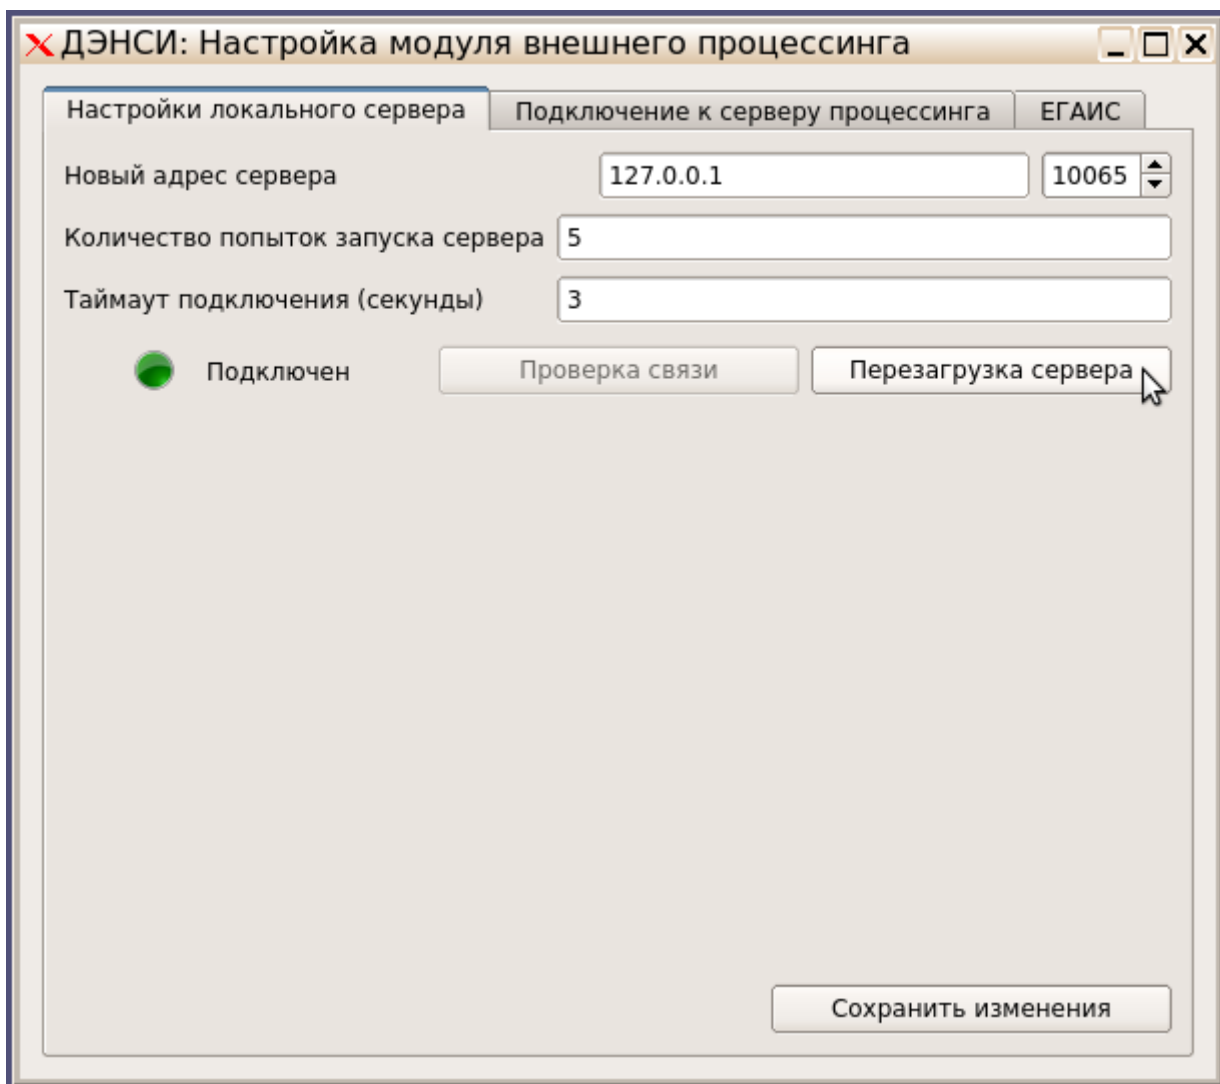 ДЭНСИ: Настройка модуля внешнего процессинга
Настройки локального сервера Подключение к серверу процессинга ЕГАИС
Новый адрес сервера 127.0.0.1 10065
Количество попыток запуска сервера 5
Таймаут подключения (секунды) 3
Подключен Проверка связи Перезагрузка сервера
Сохранить изменения